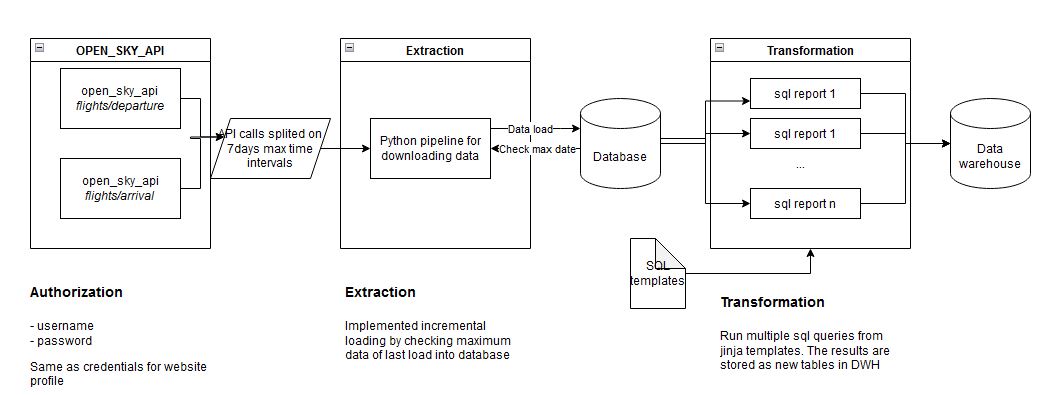 OPEN_SKY_API
open_sky_api
flights/departure
open_sky_api
flights/arrival
API calls splited on
7days max time
intervals
Extraction
Python pipeline for
downloading data
Data load
Check max date
Database
Transformation
sql report 1
sql report 1
...
sql report n
Data
warehouse
SQL
templates
Authorization
- username
- password
Same as credentials for website
profile
Extraction
Implemented incremental
loading by checking maximum
data of last load into database
Transformation
Run multiple sql queries from
jinja templates. The results are
stored as new tables in DWH